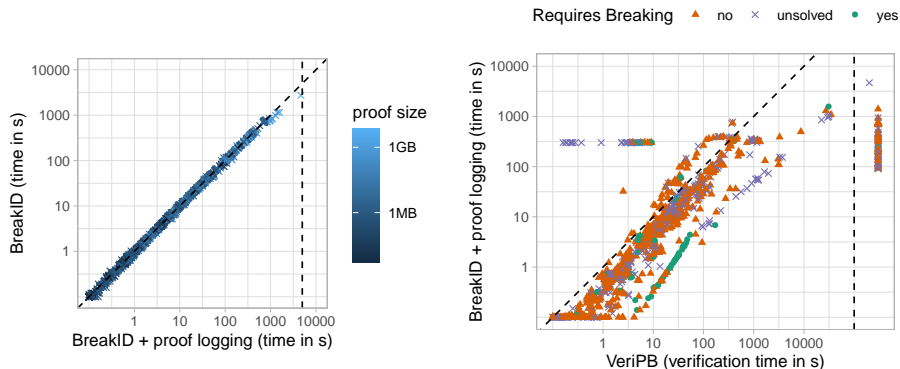 Requires Breaking no unsolved yes
10000
1000
100
10
1
BreakID (time in s)
1
10
100
1000
10000
BreakID + proof logging (time in s)
proof size
1GB
1MB
10000
1000
100
10
1
BreakID + proof logging (time in s)
1
10
100
1000
10000
VeriPB (verification time in s)